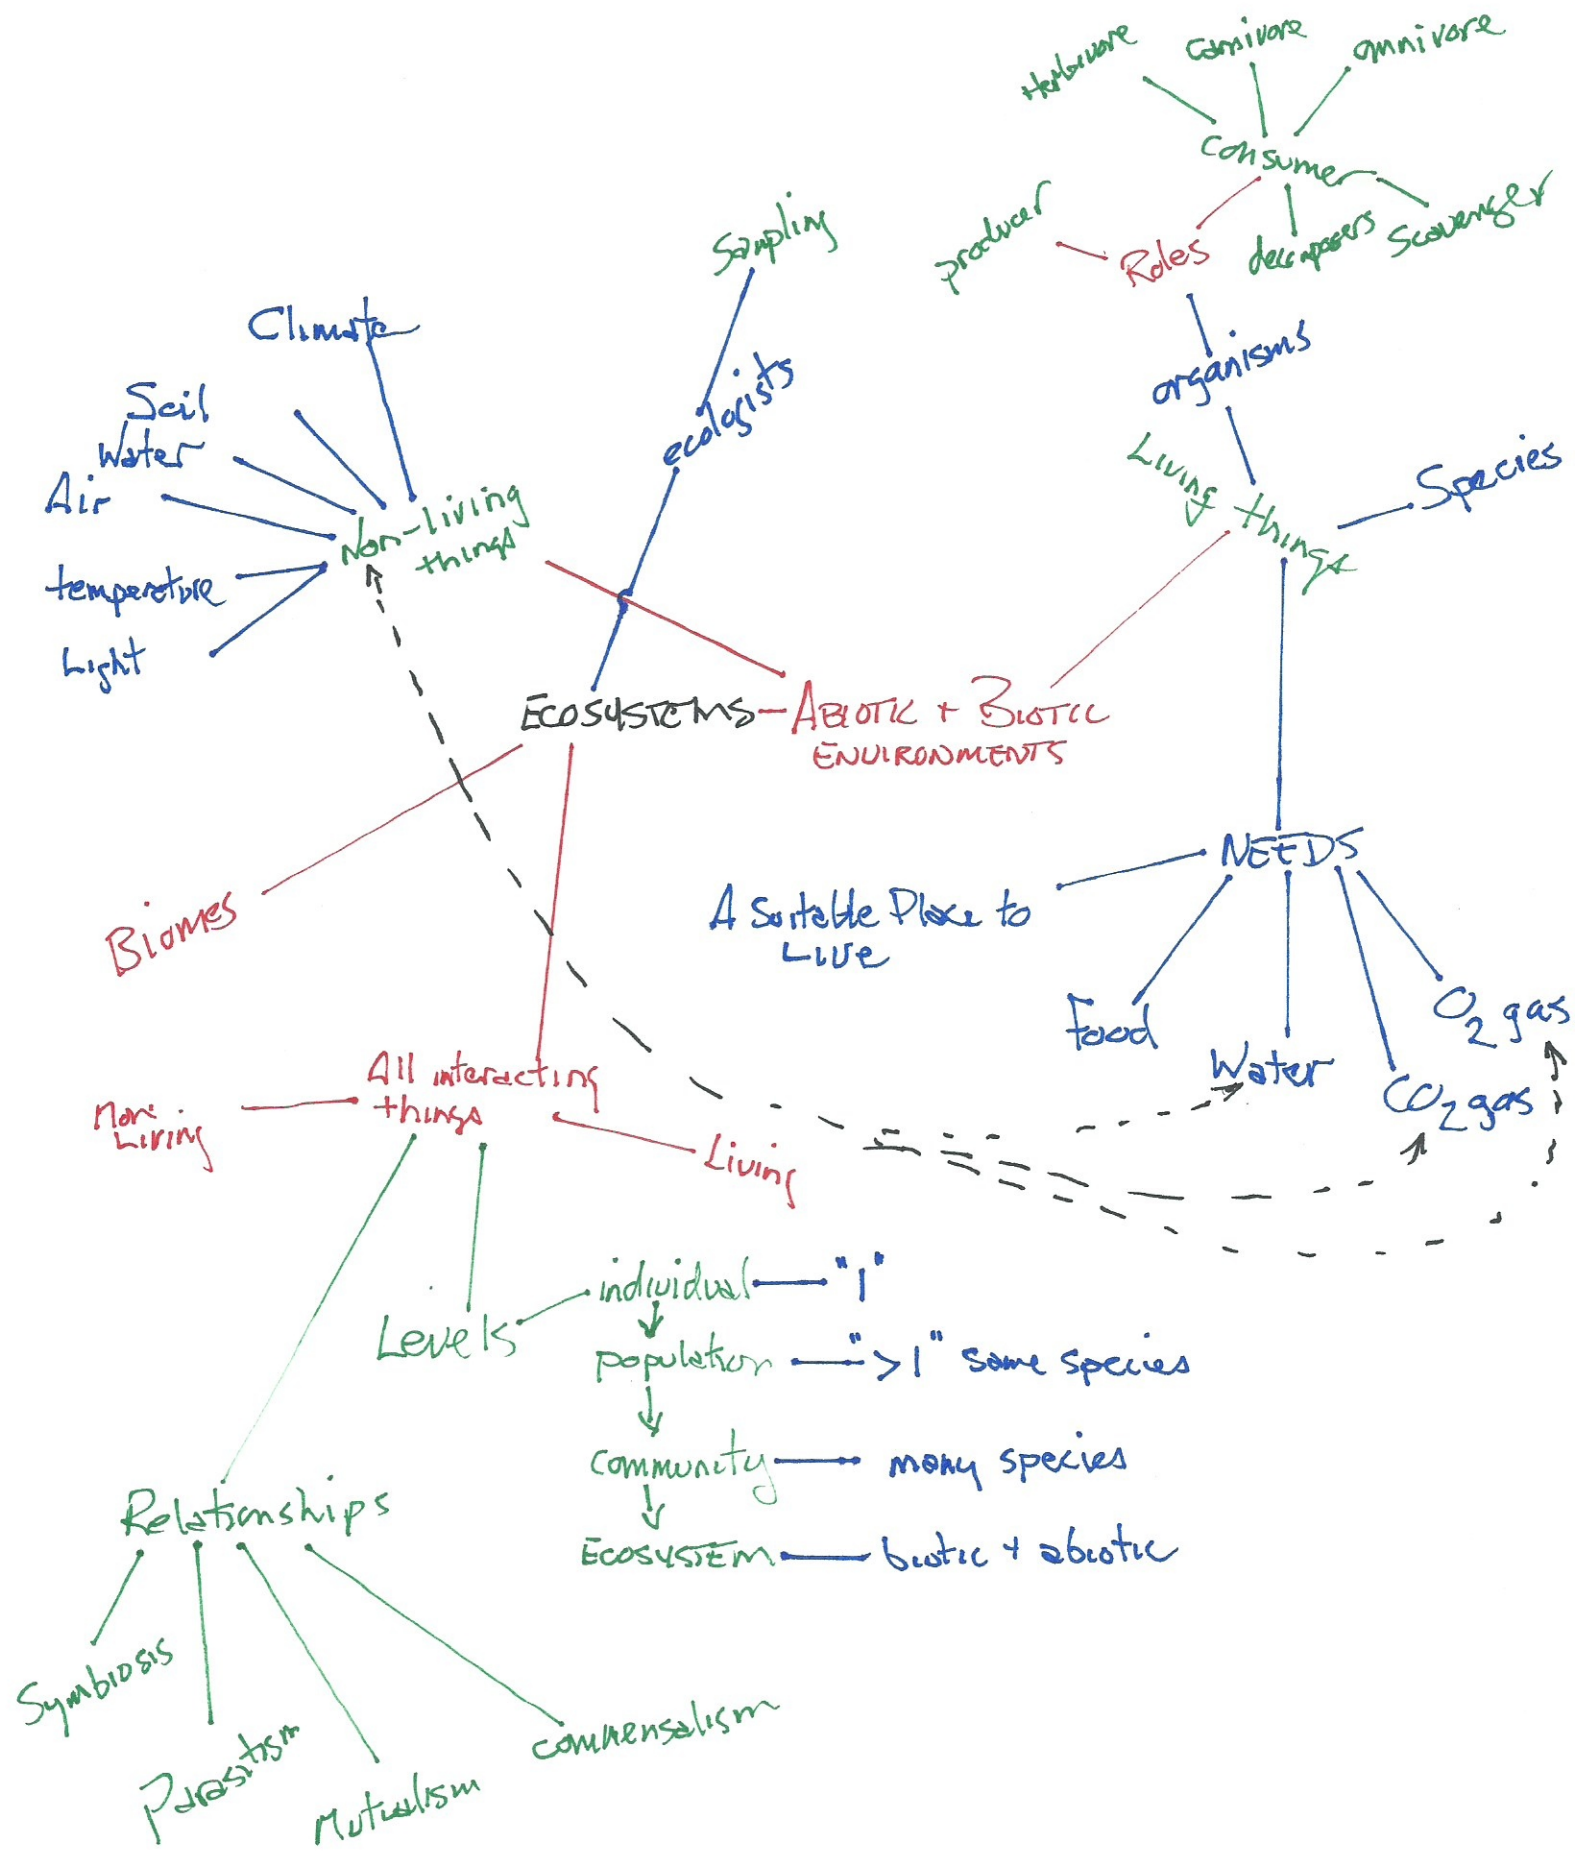 Herbivore
Carnivore
omnivore
Consumer
producer
Roles
decomposers
Scavenger
Sampling
organisms
Climate
ecologists
Soil
Water
Air
Non-Living
things
Living things
Species
temperature
Light
ECOSYSTEMS
ABIOTIC + BIOTIC
ENVIRONMENTS
NEEDS
Biomes
A Suitable Place to
Live
Food
Water
O2 gas
CO2 gas
All interacting
things
Non
Living
Living
Levels
individual
"1"
population
">1" same species
community
many species
ECOSYSTEM
biotic + abiotic
Relationships
Symbiosis
Parasitism
Mutualism
commensalism